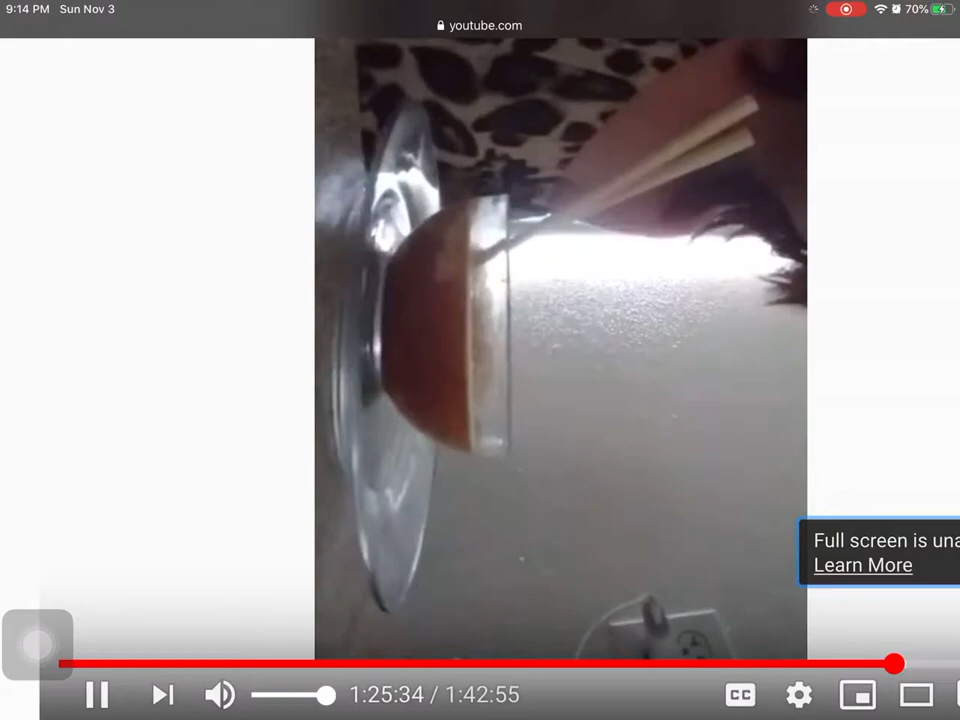 9:14 PM Sun Nov 3
70%
youtube.com
Full screen is una
Learn More
1:25:34 / 1:42:55
CC